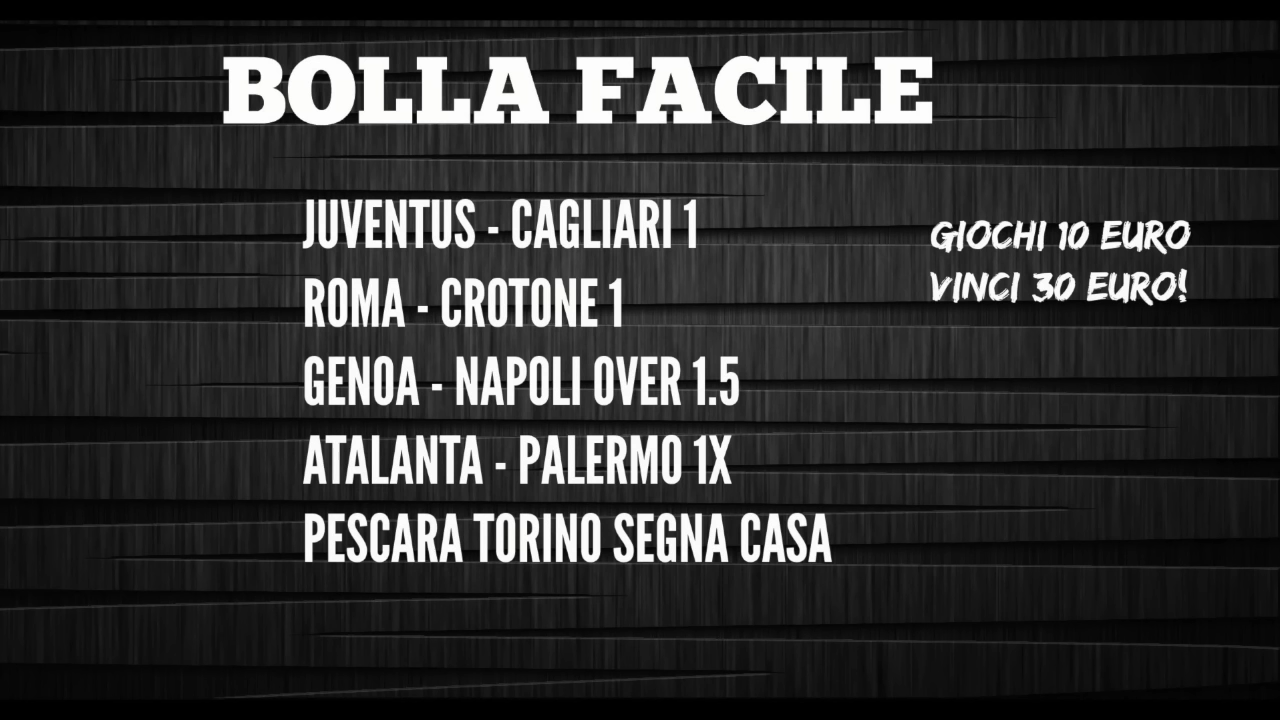 BOLLA FACILE
JUVENTUS - CAGLIARI 1
ROMA - CROTONE 1
GENOA - NAPOLI OVER 1.5
ATALANTA - PALERMO 1X
PESCARA TORINO SEGNA CASA
GIOCHI 10 EURO
VINCI 30 EURO!